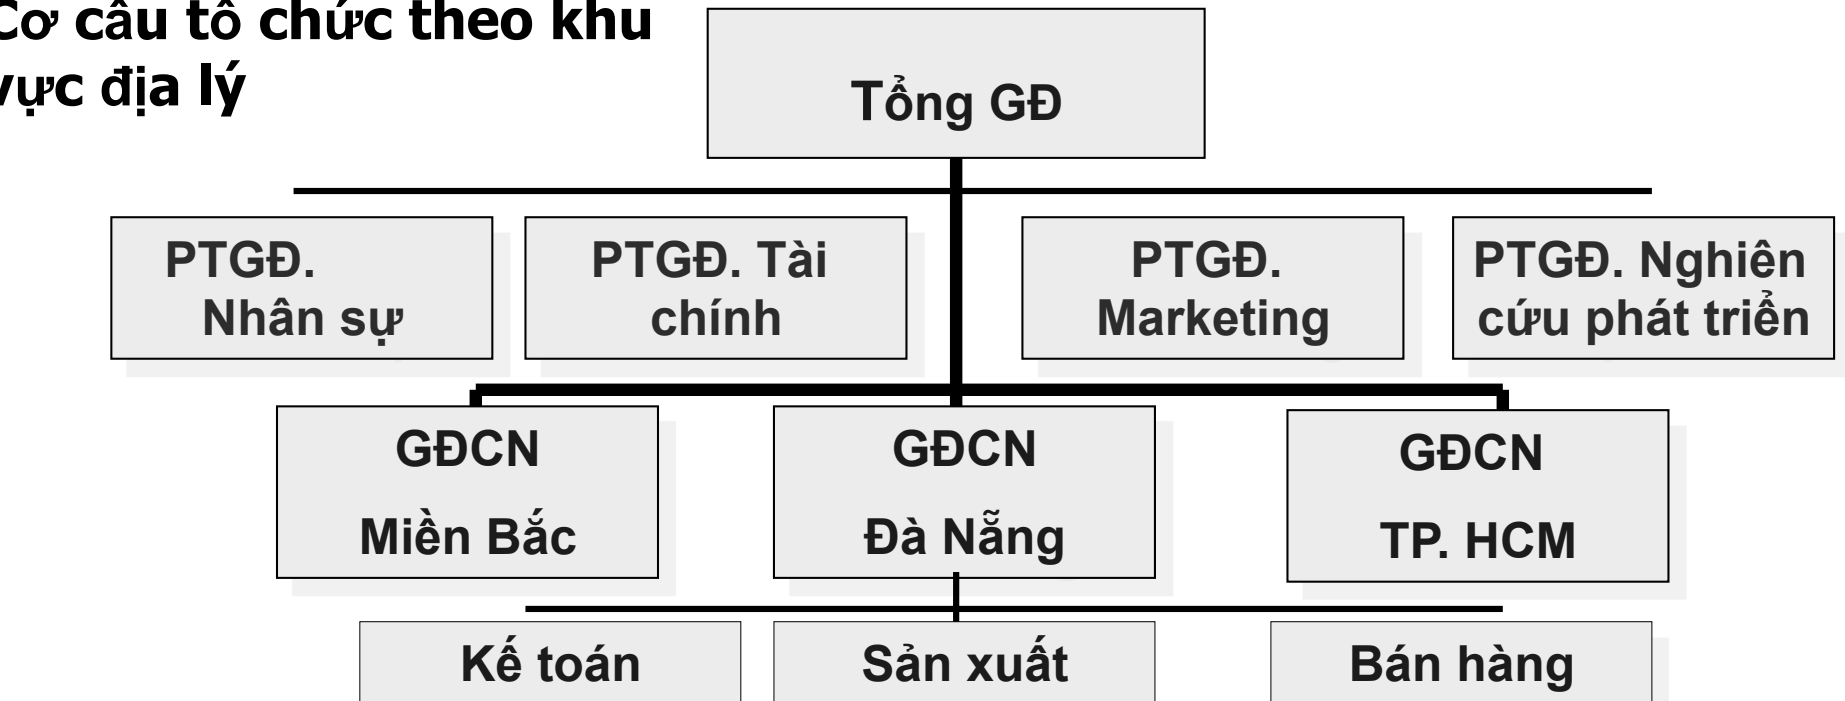 Cơ cấu tổ chức theo khu
vực địa lý
Tổng GĐ
PTGĐ.
Nhân sự
PTGĐ. Tài
chính
PTGĐ.
Marketing
PTGĐ. Nghiên
cứu phát triển
GĐCN
Miền Bắc
GĐCN
Đà Nẵng
GĐCN
TP. HCM
Kế toán
Sản xuất
Bán hàng